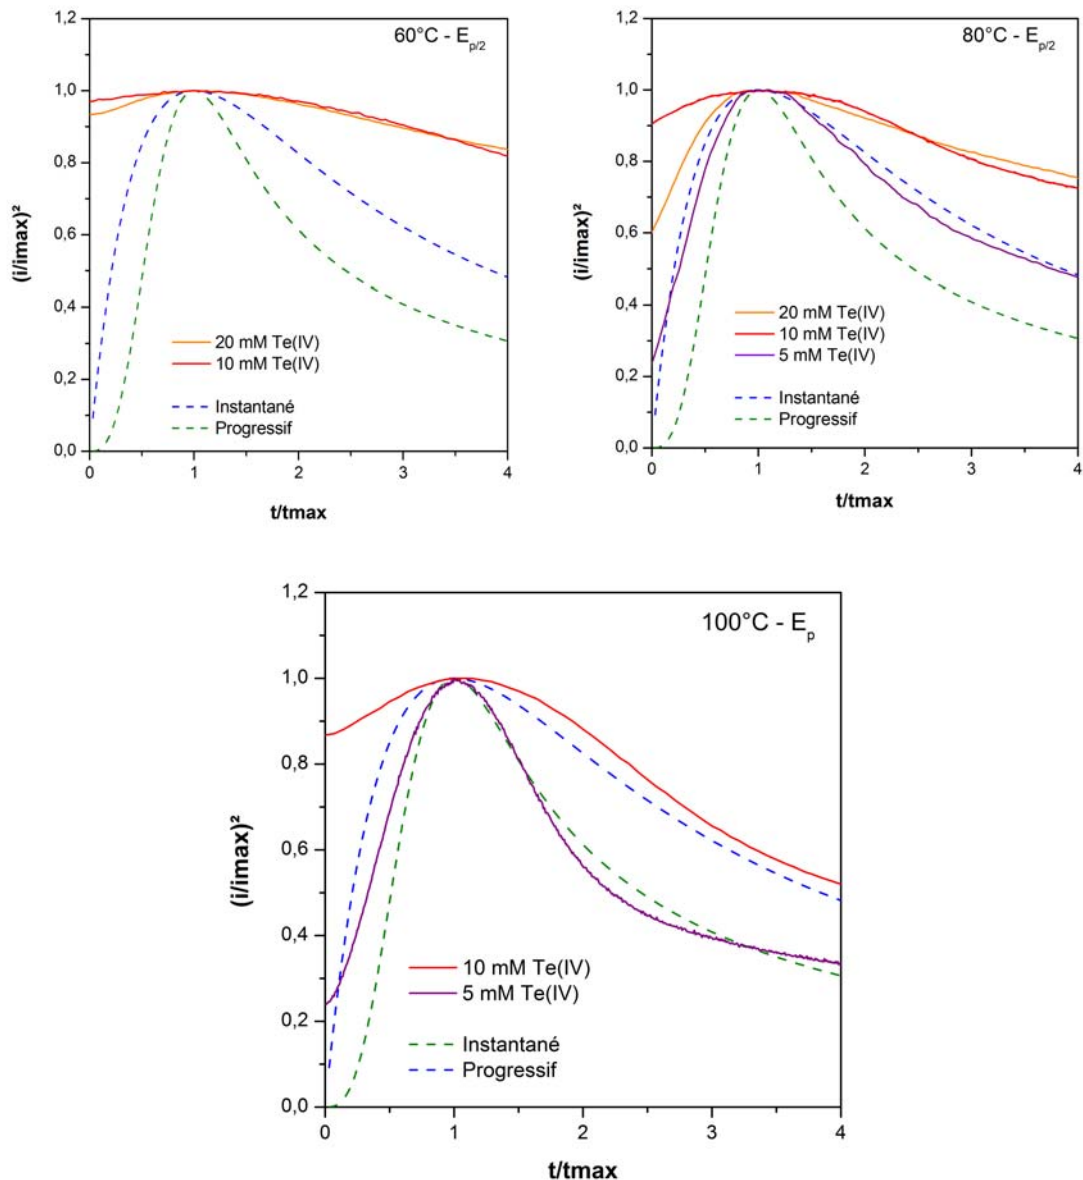 60°C - Ep/2
(i/imax)²
1,2
1,0
0,8
0,6
0,4
0,2
0,0
20 mM Te(IV)
10 mM Te(IV)
Instantané
Progressif
0 1 2 3 4
t/tmax
80°C - Ep/2
(i/imax)²
1,2
1,0
0,8
0,6
0,4
0,2
0,0
20 mM Te(IV)
10 mM Te(IV)
5 mM Te(IV)
Instantané
Progressif
0 1 2 3 4
t/tmax
100°C - Ep
(i/imax)²
1,2
1,0
0,8
0,6
0,4
0,2
0,0
10 mM Te(IV)
5 mM Te(IV)
Instantané
Progressif
0 1 2 3 4
t/tmax